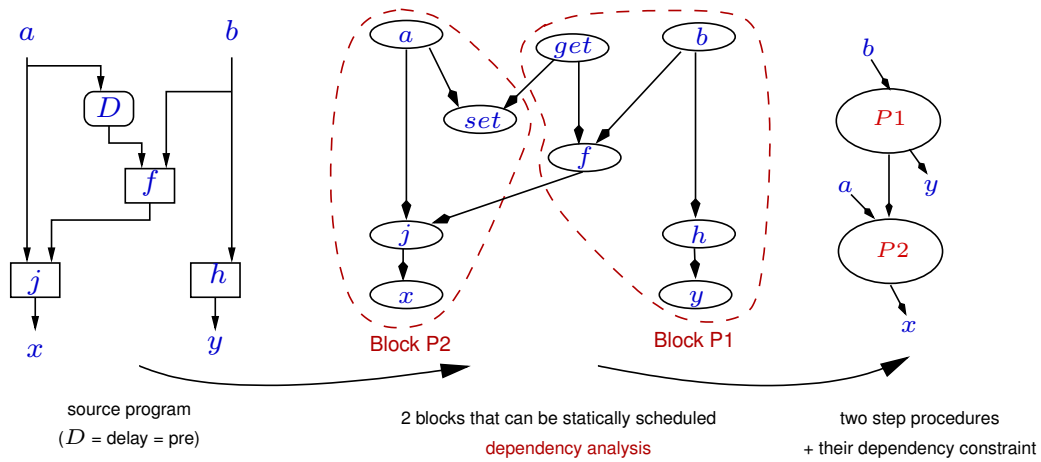 a
b
D
f
j
h
x
y
a
get
b
set
f
j
h
x
y
Block P2
Block P1
b
P1
y
a
P2
x
source program
(D = delay = pre)
2 blocks that can be statically scheduled
dependency analysis
two step procedures
+ their dependency constraint